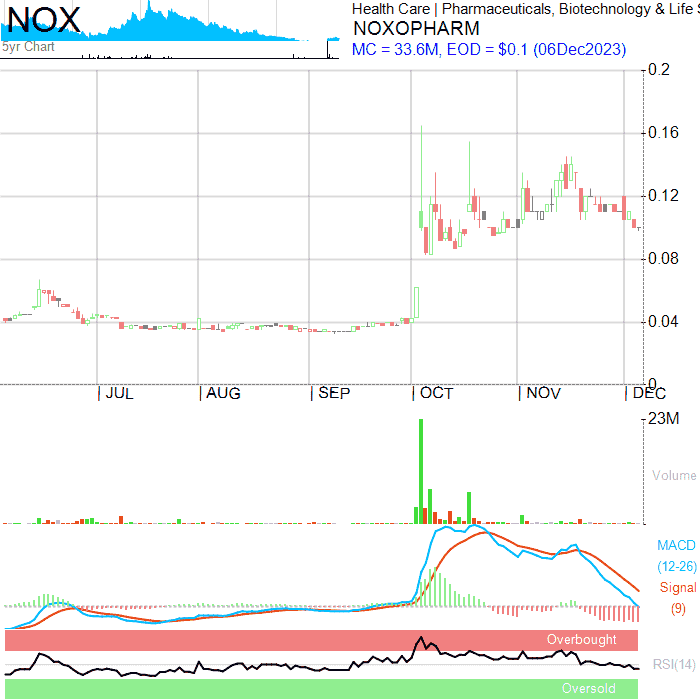 NOX
5yr Chart
Health Care | Pharmaceuticals, Biotechnology & Life S
NOXOPHARM
MC = 33.6M, EOD = $0.1 (06Dec2023)
0.2
0.16
0.12
0.08
0.04
0
JUL
AUG
SEP
OCT
NOV
DEC
23M
Volume
MACD
(12-26)
Signal
(9)
Overbought
RSI(14)
Oversold